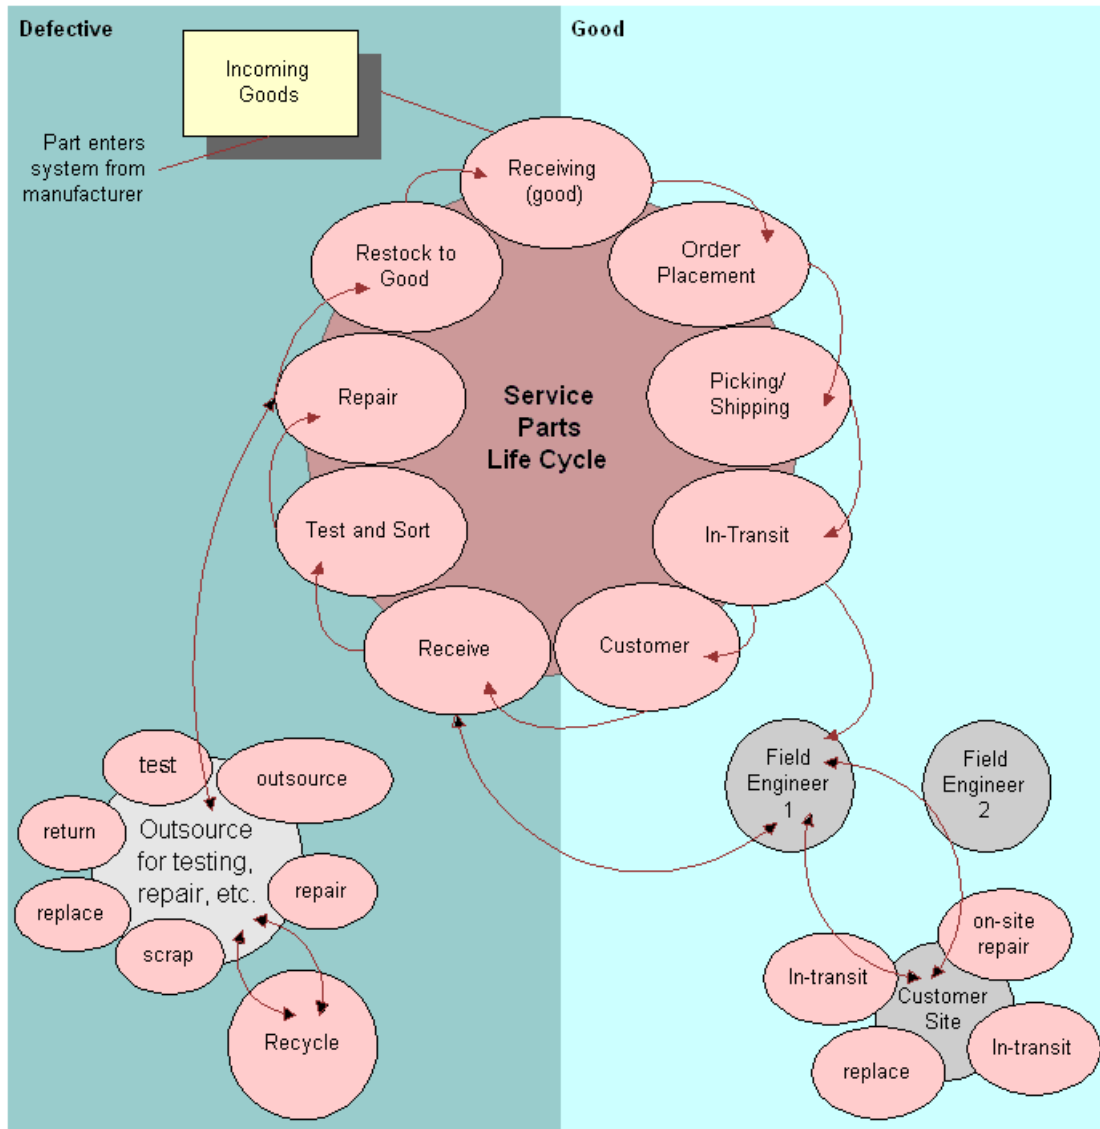 Defective
Good
Incoming
Goods
Part enters
system from
manufacturer
Receiving
(good)
Restock to
Good
Order
Placement
Repair
Service
Parts
Life Cycle
Picking/
Shipping
Test and Sort
In-Transit
Receive
Customer
test
outsource
return
Outsource
for testing,
repair, etc.
replace
repair
scrap
Recycle
Field
Engineer
1
Field
Engineer
2
on-site
repair
In-transit
Customer
Site
In-transit
replace